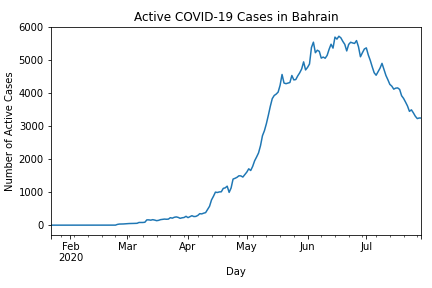 Active COVID-19 Cases in Bahrain
Number of Active Cases
6000
5000
4000
3000
2000
1000
0
Feb Mar Apr May Jun Jul
2020
Day